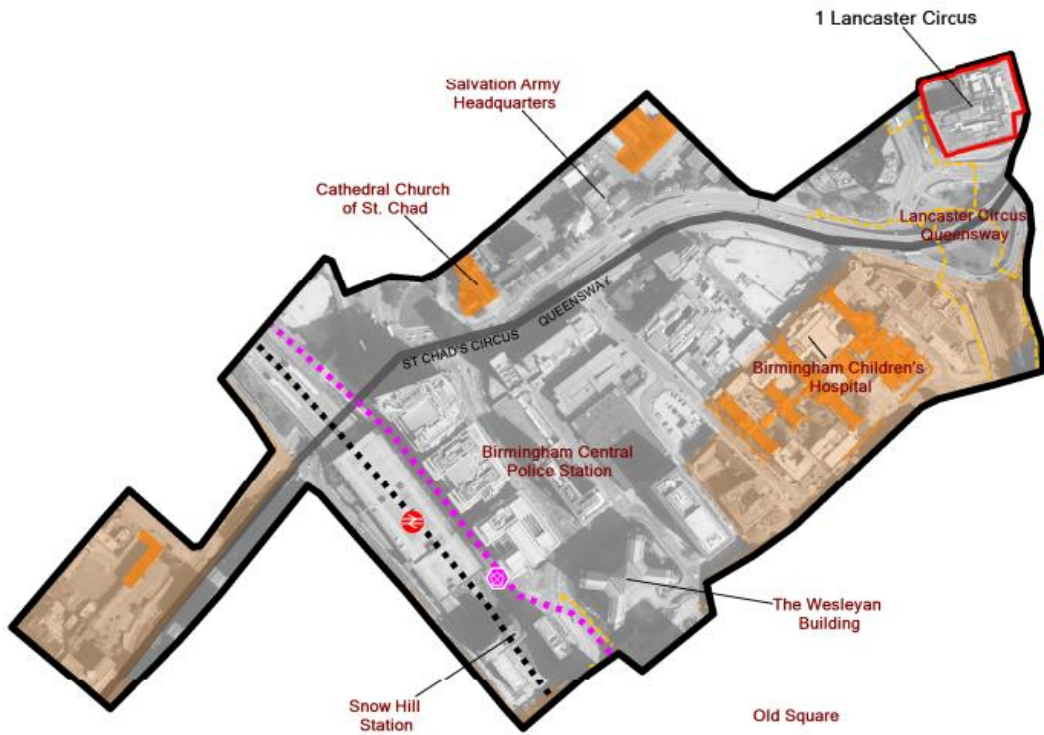 1 Lancaster Circus
Salvation Army
Headquarters
Cathedral Church
of St. Chad
Lancaster Circus
Queensway
ST CHAD'S CIRCUS QUEENSWAY
Birmingham Children's
Hospital
Birmingham Central
Police Station
The Wesleyan
Building
Snow Hill
Station
Old Square